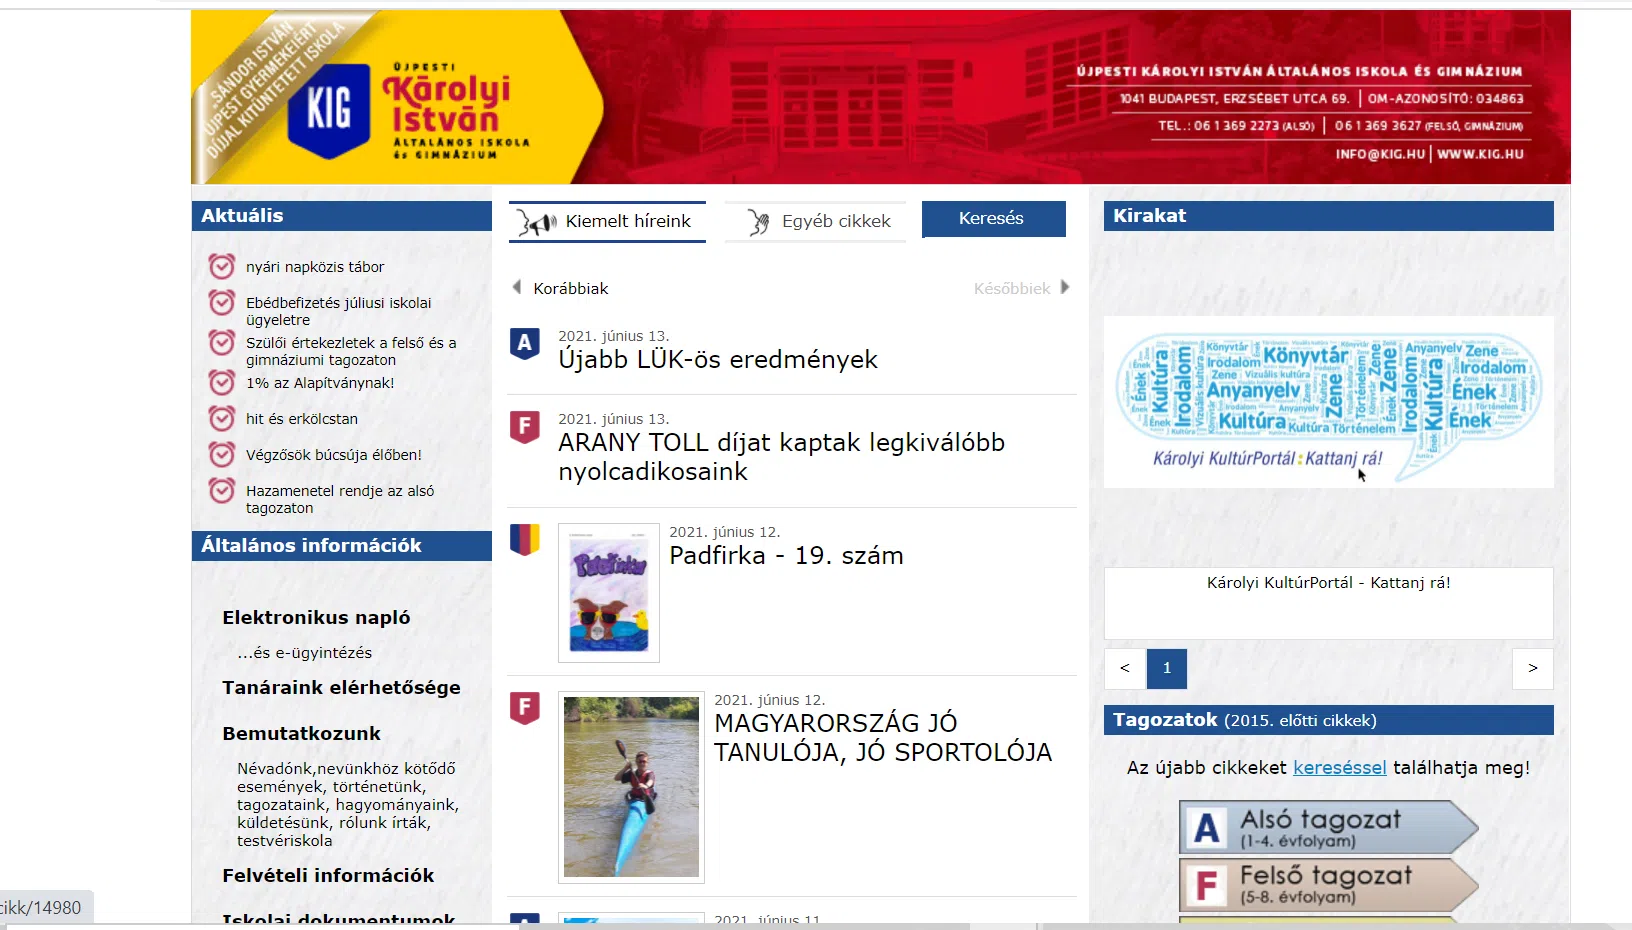 „SÁNDOR ISTVÁN
ÚJPEST GYERMEKEIÉRT"
DÍJJAL KITÜNTETETT ISKOLA
KIG
ÚJPESTI
Károlyi
István
ÁLTALÁNOS ISKOLA
és GIMNÁZIUM
ÚJPESTI KÁROLYI ISTVÁN ÁLTALÁNOS ISKOLA ÉS GIMNÁZIUM
1041 BUDAPEST, ERZSÉBET UTCA 69. | OM-AZONOSÍTÓ: 034863
TEL.: 06 1 369 2273 (ALSÓ) | 06 1 369 3627 (FELSŐ, GIMNÁZIUM)
INFO@KIG.HU | WWW.KIG.HU
Aktuális
nyári napközis tábor
Ebédbefizetés júliusi iskolai
ügyeletre
Szülői értekezletek a felső és a
gimnáziumi tagozaton
1% az Alapítványnak!
hit és erkölcstan
Végzősök búcsúja élőben!
Hazamenetel rendje az alsó
tagozaton
Általános információk
Elektronikus napló
...és e-ügyintézés
Tanáraink elérhetősége
Bemutatkozunk
Névadónk,nevünkhöz kötődő
események, történetünk,
tagozataink, hagyományaink,
küldetésünk, rólunk írták,
testvériskola
Felvételi információk
Iskolai dokumentumok
cikk/14980
Kiemelt híreink
Egyéb cikkek
Keresés
Korábbiak
Későbbiek
A
2021. június 13.
Újabb LÜK-ös eredmények
F
2021. június 13.
ARANY TOLL díjat kaptak legkiválóbb
nyolcadikosaink
2021. június 12.
Padfirka - 19. szám
Padfirka
F
2021. június 12.
MAGYARORSZÁG JÓ
TANULÓJA, JÓ SPORTOLÓJA
A
2021. június 11.
Kirakat
Könyvtár
Irodalom
Zene
Vizuális kultúra
Anyanyelv
Kultúra
Történelem
Ének
Károlyi KultúrPortál:Kattanj rá!
Károlyi KultúrPortál - Kattanj rá!
<
1
>
Tagozatok (2015. előtti cikkek)
Az újabb cikkeket kereséssel találhatja meg!
A
Alsó tagozat
(1-4. évfolyam)
F
Felső tagozat
(5-8. évfolyam)